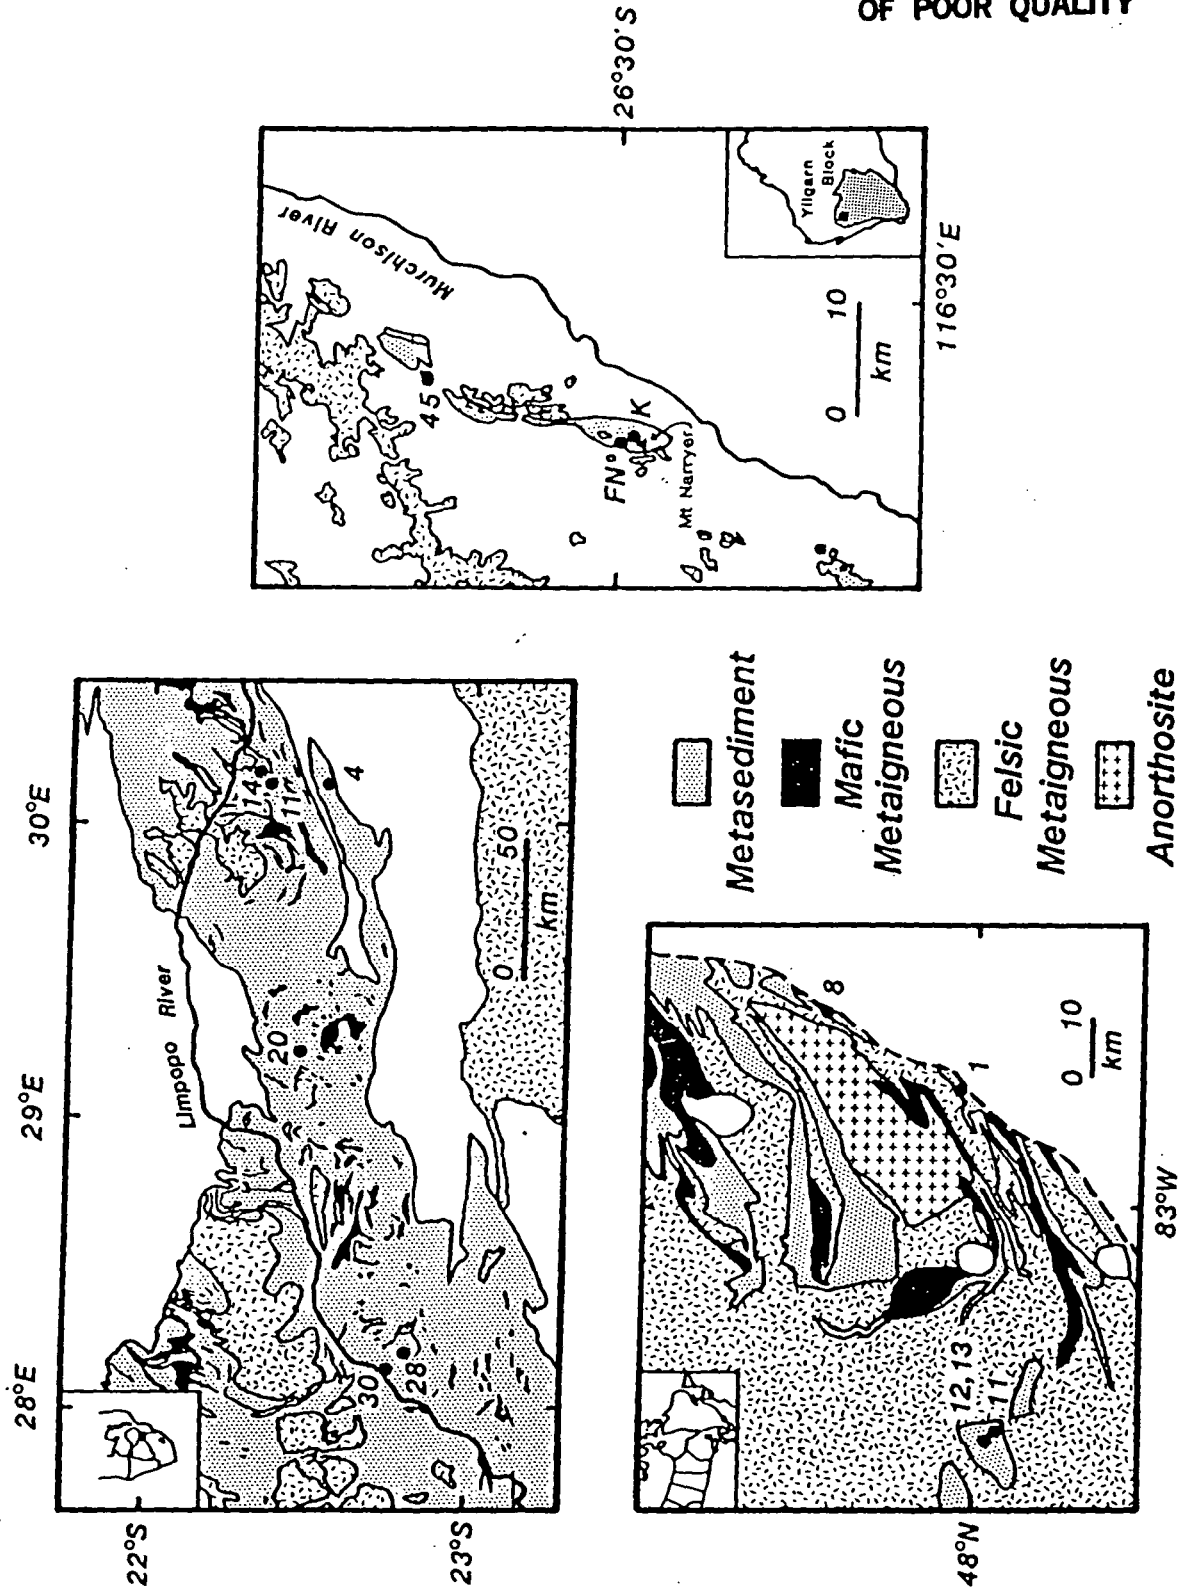 OF POOR QUALITY
28°E
29°E
30°E
22°S
23°S
Limpopo River
30
28
20
14
11
4
0 50
km
Murchison River
45
FN
K
Mt Narryer
26°30'S
116°30'E
0 10
km
Yilgarn
Block
Metasediment
Mafic
Metaigneous
Felsic
Metaigneous
Anorthosite
12, 13
11
8
1
0 10
km
48°N
83°W